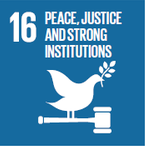 16 PEACE, JUSTICE
AND STRONG
INSTITUTIONS